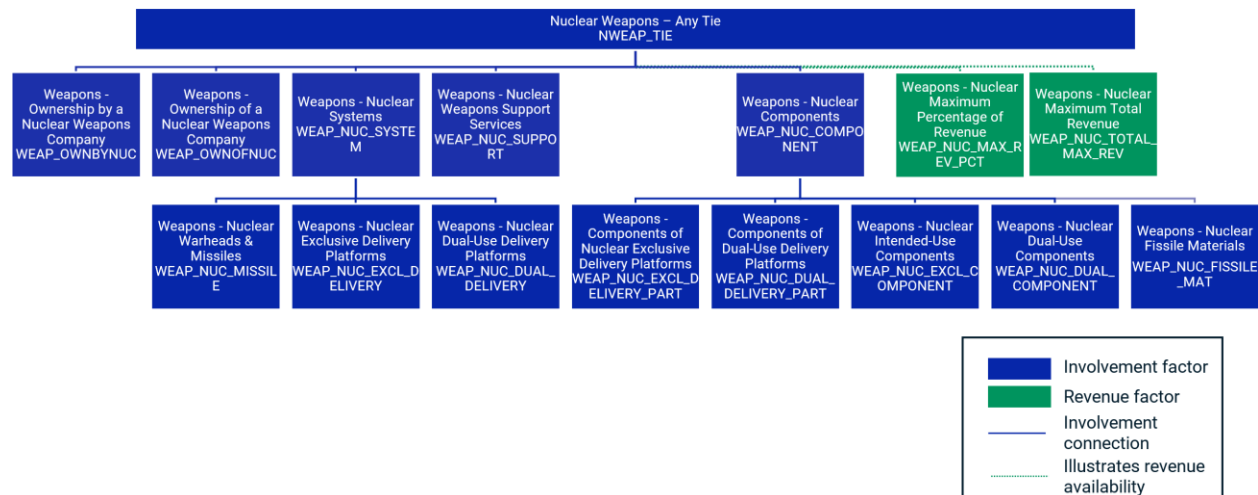 Nuclear Weapons – Any Tie
NWEAP_TIE
Weapons -
Ownership by a
Nuclear Weapons
Company
WEAP_OWNBYNUC
Weapons -
Ownership of a
Nuclear Weapons
Company
WEAP_OWNOFNUC
Weapons - Nuclear
Systems
WEAP_NUC_SYSTE
M
Weapons - Nuclear
Weapons Support
Services
WEAP_NUC_SUPPO
RT
Weapons - Nuclear
Components
WEAP_NUC_COMPO
NENT
Weapons - Nuclear
Maximum
Percentage of
Revenue
WEAP_NUC_MAX_R
EV_PCT
Weapons - Nuclear
Maximum Total
Revenue
WEAP_NUC_TOTAL_
MAX_REV
Weapons - Nuclear
Warheads &
Missiles
WEAP_NUC_MISSIL
E
Weapons - Nuclear
Exclusive Delivery
Platforms
WEAP_NUC_EXCL_D
ELIVERY
Weapons - Nuclear
Dual-Use Delivery
Platforms
WEAP_NUC_DUAL_
DELIVERY
Weapons -
Components of
Nuclear Exclusive
Delivery Platforms
WEAP_NUC_EXCL_D
ELIVERY_PART
Weapons -
Components of
Dual-Use Delivery
Platforms
WEAP_NUC_DUAL_
DELIVERY_PART
Weapons - Nuclear
Intended-Use
Components
WEAP_NUC_EXCL_C
OMPONENT
Weapons - Nuclear
Dual-Use
Components
WEAP_NUC_DUAL_
COMPONENT
Weapons - Nuclear
Fissile Materials
WEAP_NUC_FISSILE
_MAT
Involvement factor
Revenue factor
Involvement
connection
Illustrates revenue
availability